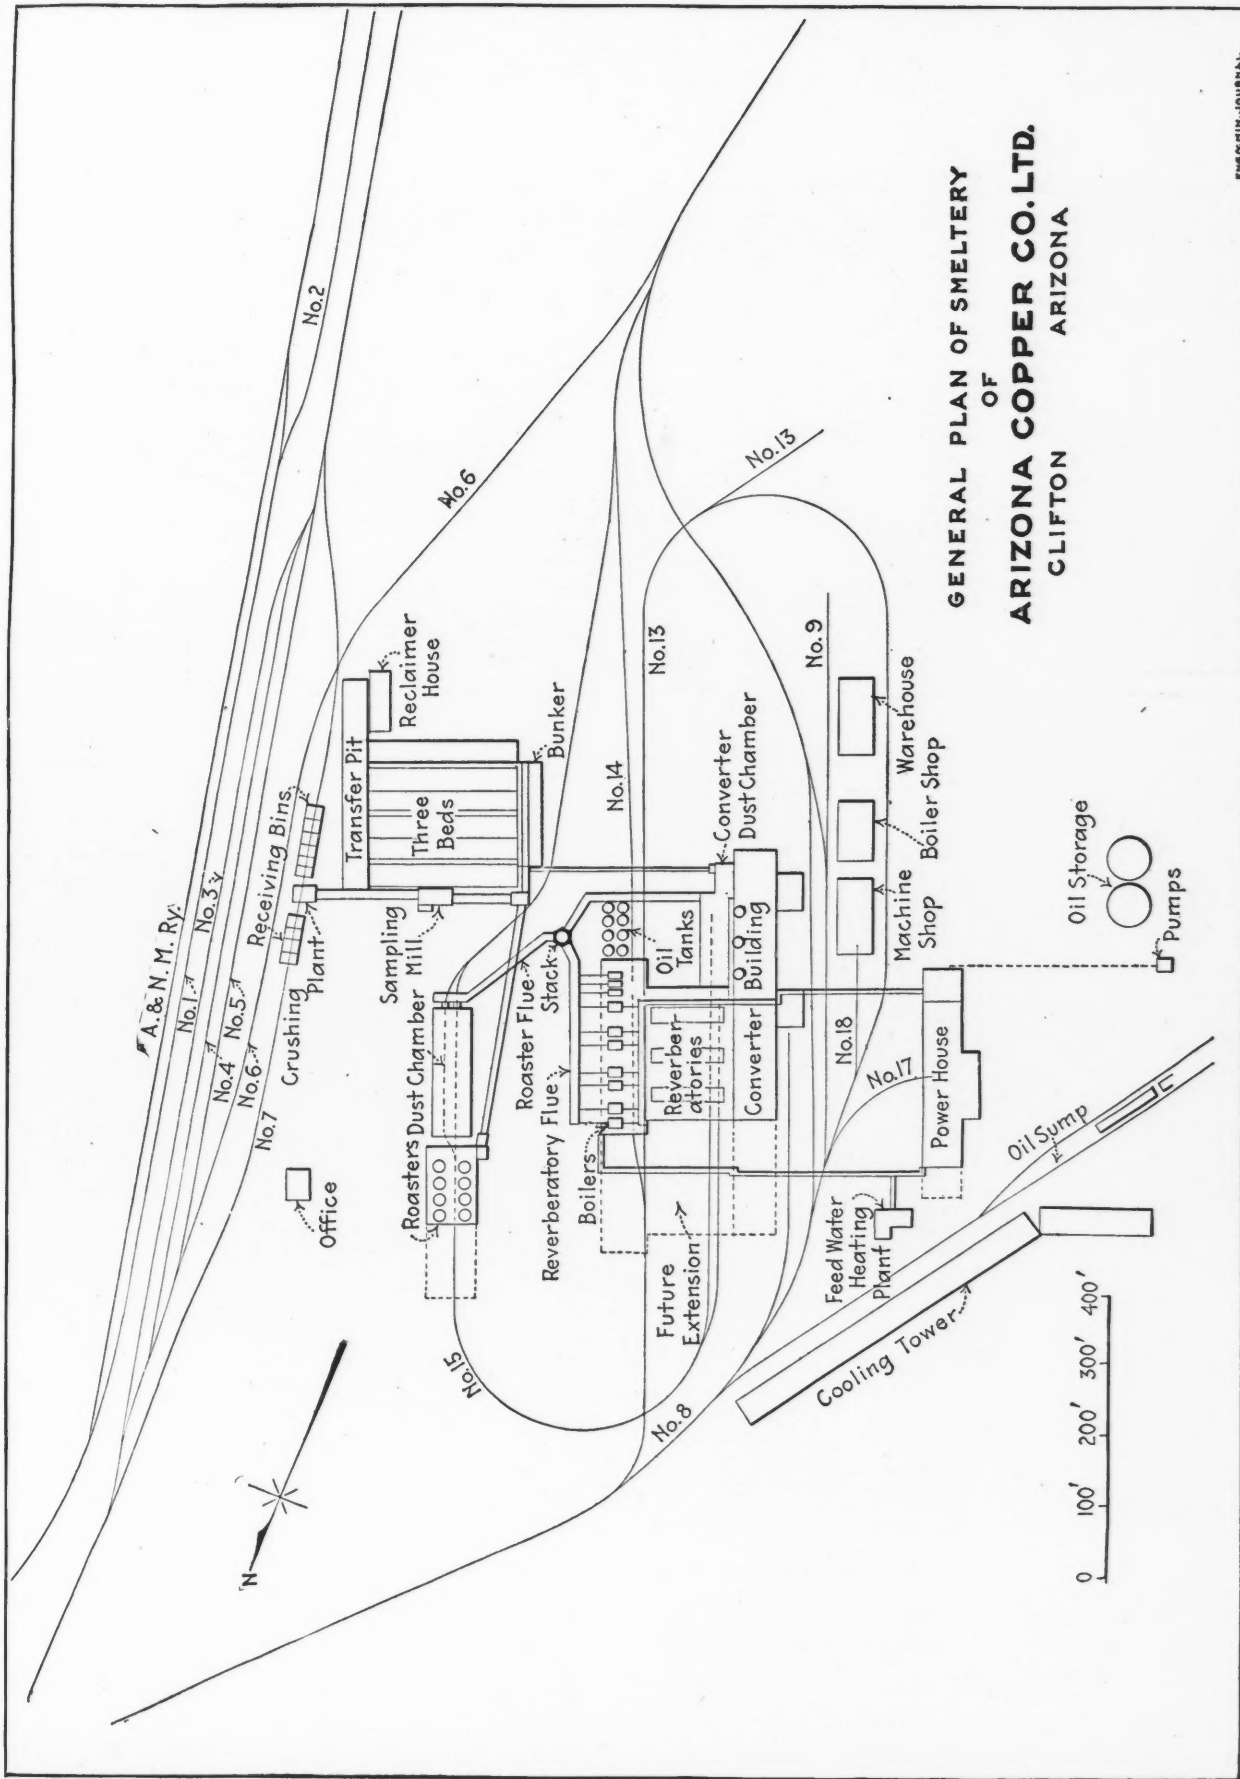 GENERAL PLAN OF SMELTERY
OF
ARIZONA COPPER CO. LTD.
CLIFTON ARIZONA
A. & N. M. Ry.
No.1
No.2
No.3
No.4
No.5
No.6
No.7
No.6
Receiving Bins
Crushing
Plant
Office
Transfer Pit
Reclaimer
House
Three
Beds
Bunker
Sampling
Mill
Dust Chamber
Roasters
Roaster Flue
Stack
Reverberatory Flue
Boilers
Oil
Tanks
Reverber-
atories
Converter Building
Converter
Dust Chamber
Future
Extension
No.15
No.8
No.14
No.13
No.13
No.9
No.18
No.17
Machine
Shop
Boiler Shop
Warehouse
Power House
Feed Water
Heating
Plant
Cooling Tower
Oil Sump
Oil Storage
Pumps
N
0 100' 200' 300' 400'